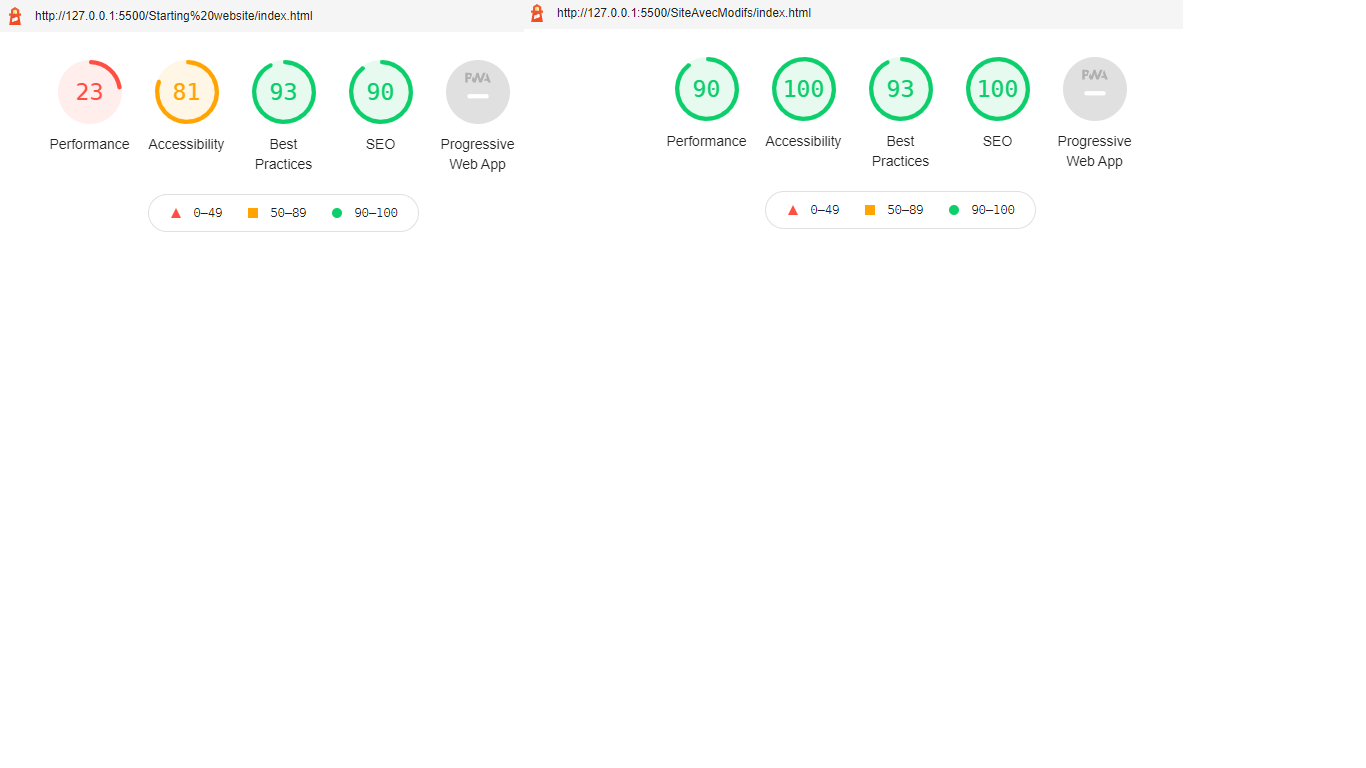 http://127.0.0.1:5500/Starting%20website/index.html
23
81
93
90
PWA
Performance
Accessibility
Best
Practices
SEO
Progressive
Web App
0–49
50–89
90–100
http://127.0.0.1:5500/SiteAvecModifs/index.html
90
100
93
100
PWA
Performance
Accessibility
Best
Practices
SEO
Progressive
Web App
0–49
50–89
90–100